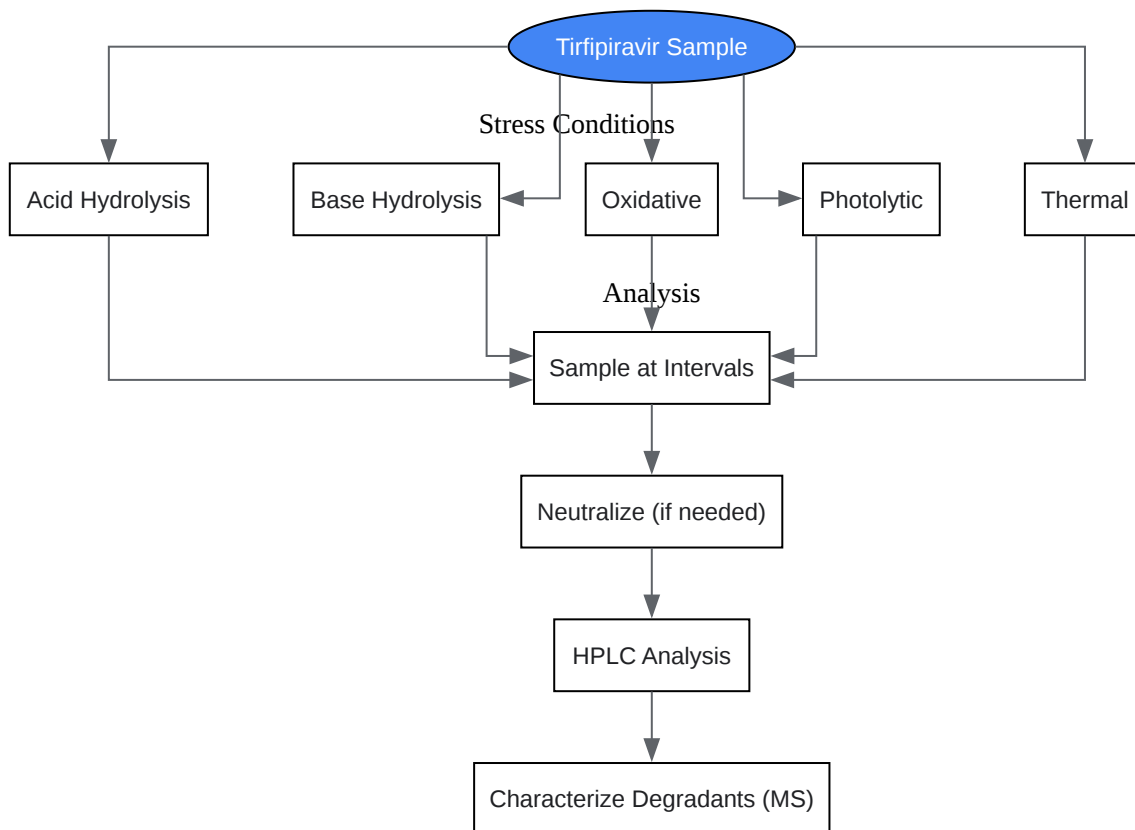 Tirfipiravir Sample
Stress Conditions
Acid Hydrolysis
Base Hydrolysis
Oxidative
Photolytic
Thermal
Analysis
Sample at Intervals
Neutralize (if needed)
HPLC Analysis
Characterize Degradants (MS)